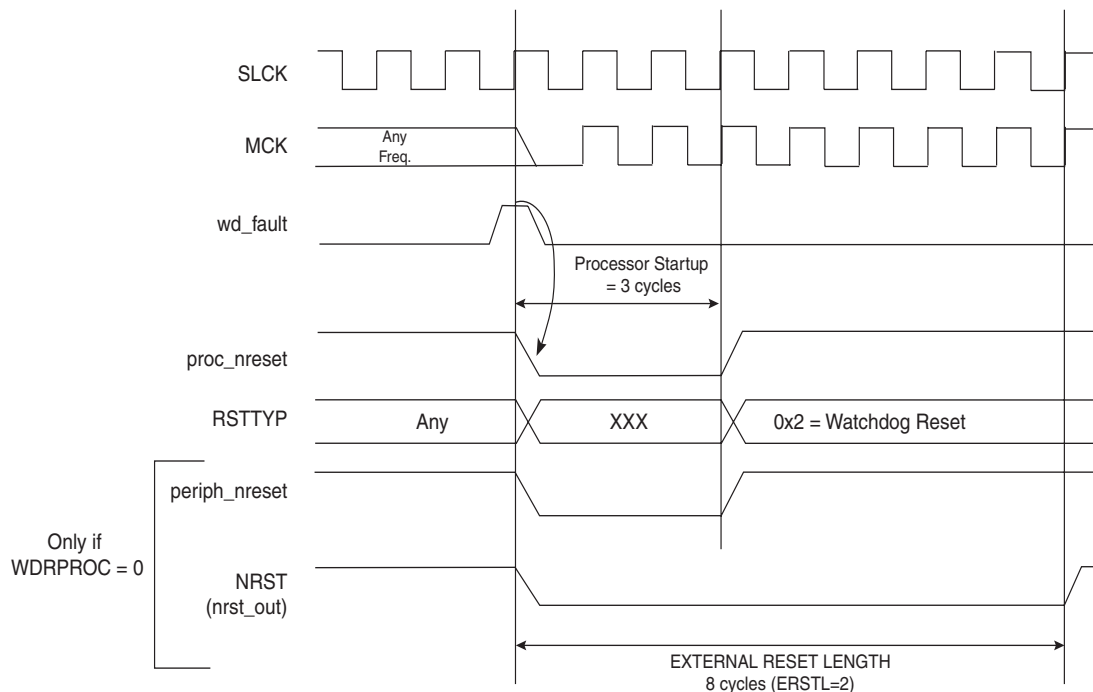 SLCK
MCK
Any
Freq.
wd_fault
Processor Startup
= 3 cycles
proc_nreset
RSTTYP
Any
XXX
0x2 = Watchdog Reset
periph_nreset
Only if
WDRPROC = 0
NRST
(nrst_out)
EXTERNAL RESET LENGTH
8 cycles (ERSTL=2)